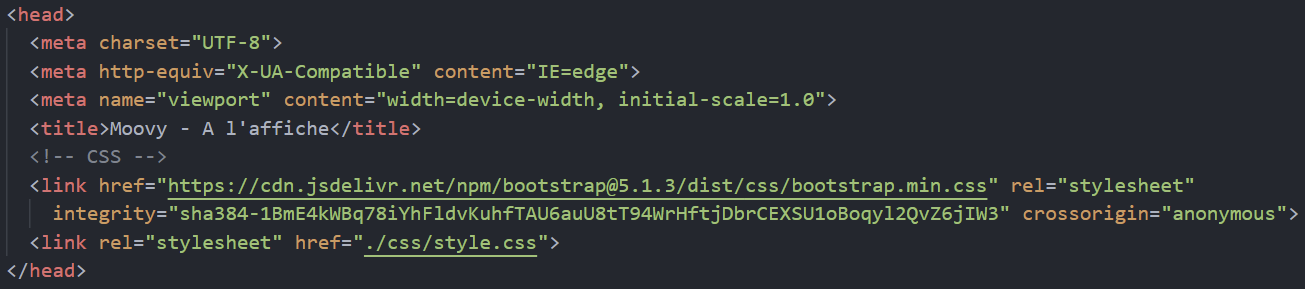 <head>
<meta charset="UTF-8">
<meta http-equiv="X-UA-Compatible" content="IE=edge">
<meta name="viewport" content="width=device-width, initial-scale=1.0">
<title>Moovy - A l'affiche</title>
<!-- CSS -->
<link href="https://cdn.jsdelivr.net/npm/bootstrap@5.1.3/dist/css/bootstrap.min.css" rel="stylesheet"
integrity="sha384-1BmE4kWBq78iYhFldvKuhfTAU6auU8tT94WrHftjDbrCEXSU1oBoqyl2QvZ6jIW3" crossorigin="anonymous">
<link rel="stylesheet" href="./css/style.css">
</head>